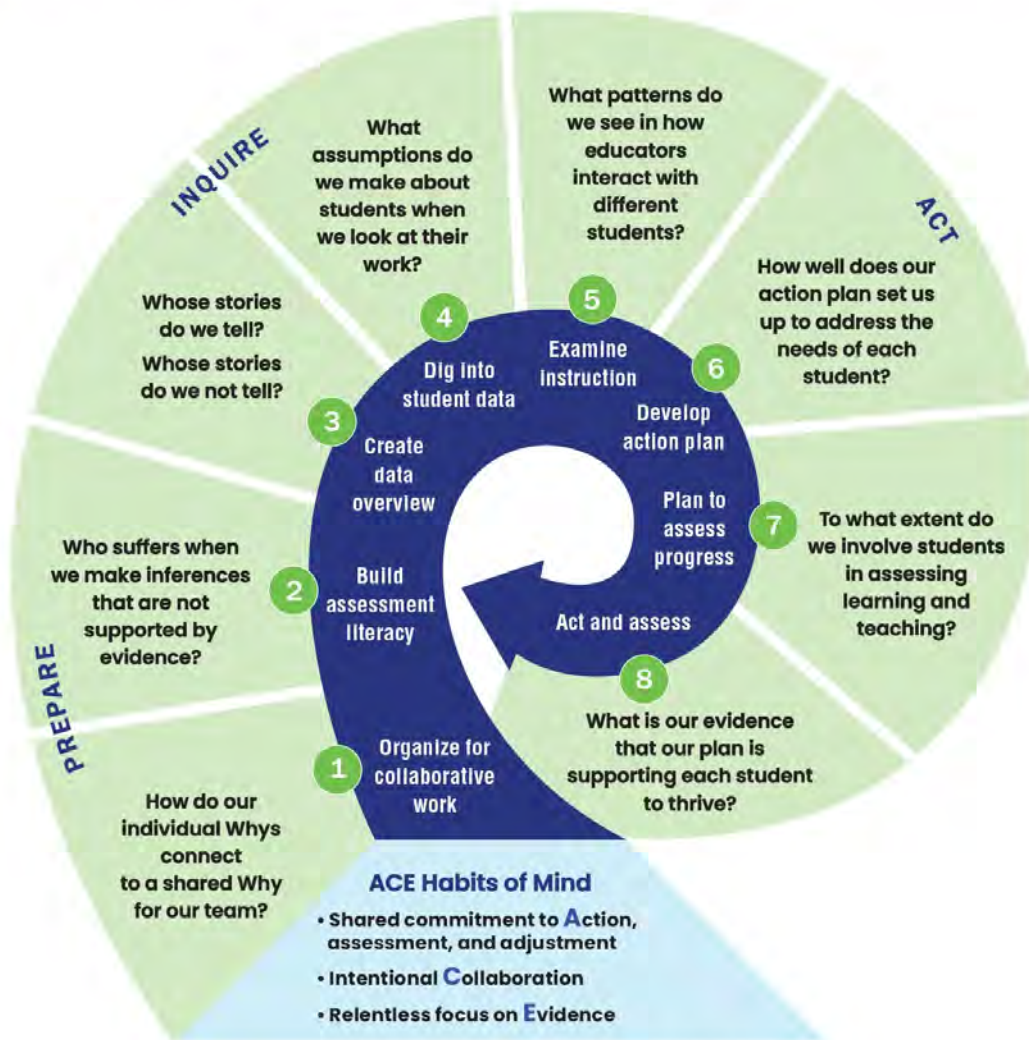 PREPARE
1
Organize for
collaborative
work
How do our
individual Whys
connect
to a shared Why
for our team?
2
Build
assessment
literacy
Who suffers when
we make inferences
that are not
supported by
evidence?
INQUIRE
3
Create
data
overview
Whose stories
do we tell?
Whose stories
do we not tell?
4
Dig into
student data
What
assumptions do
we make about
students when
we look at their
work?
5
Examine
instruction
What patterns do
we see in how
educators
interact with
different
students?
ACT
6
Develop
action plan
How well does our
action plan set us
up to address the
needs of each
student?
7
Plan to
assess
progress
To what extent do
we involve students
in assessing
learning and
teaching?
8
Act and assess
What is our evidence
that our plan is
supporting each student
to thrive?
ACE Habits of Mind
• Shared commitment to Action,
assessment, and adjustment
• Intentional Collaboration
• Relentless focus on Evidence